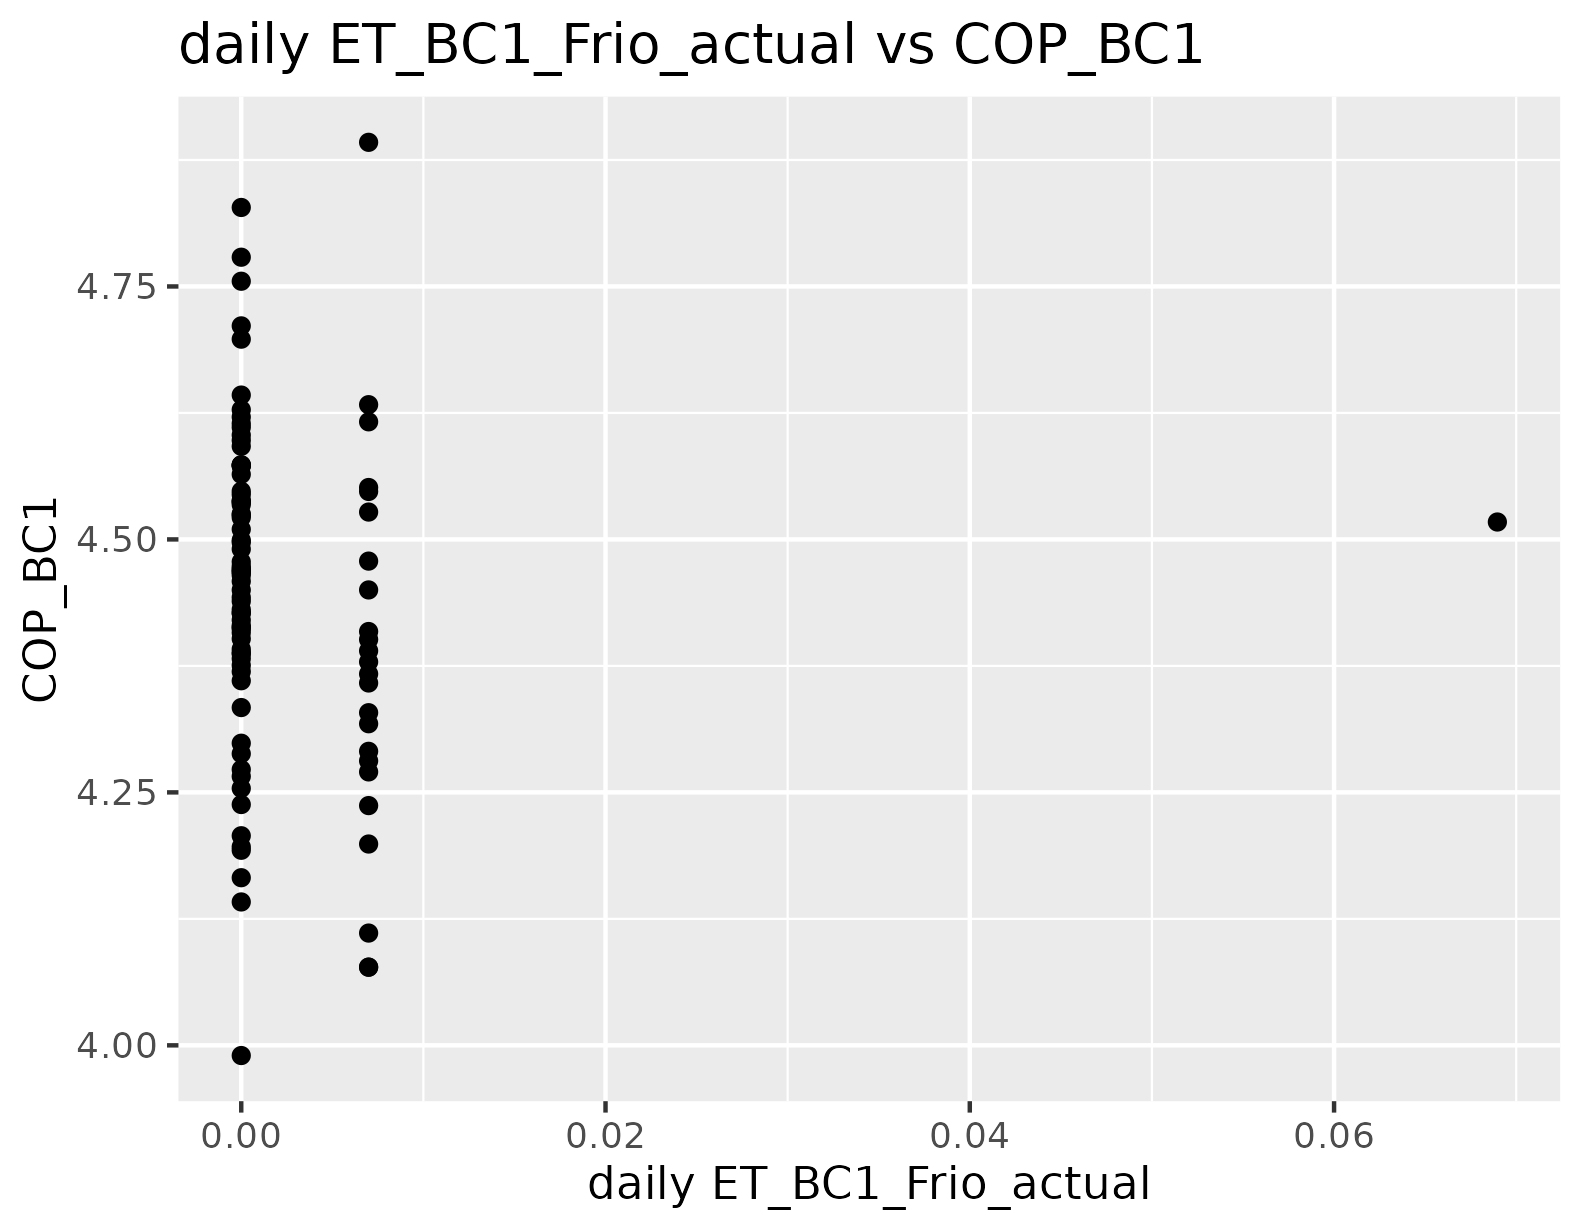 daily ET_BC1_Frio_actual vs COP_BC1
COP_BC1
4.75
4.50
4.25
4.00
0.00 0.02 0.04 0.06
daily ET_BC1_Frio_actual